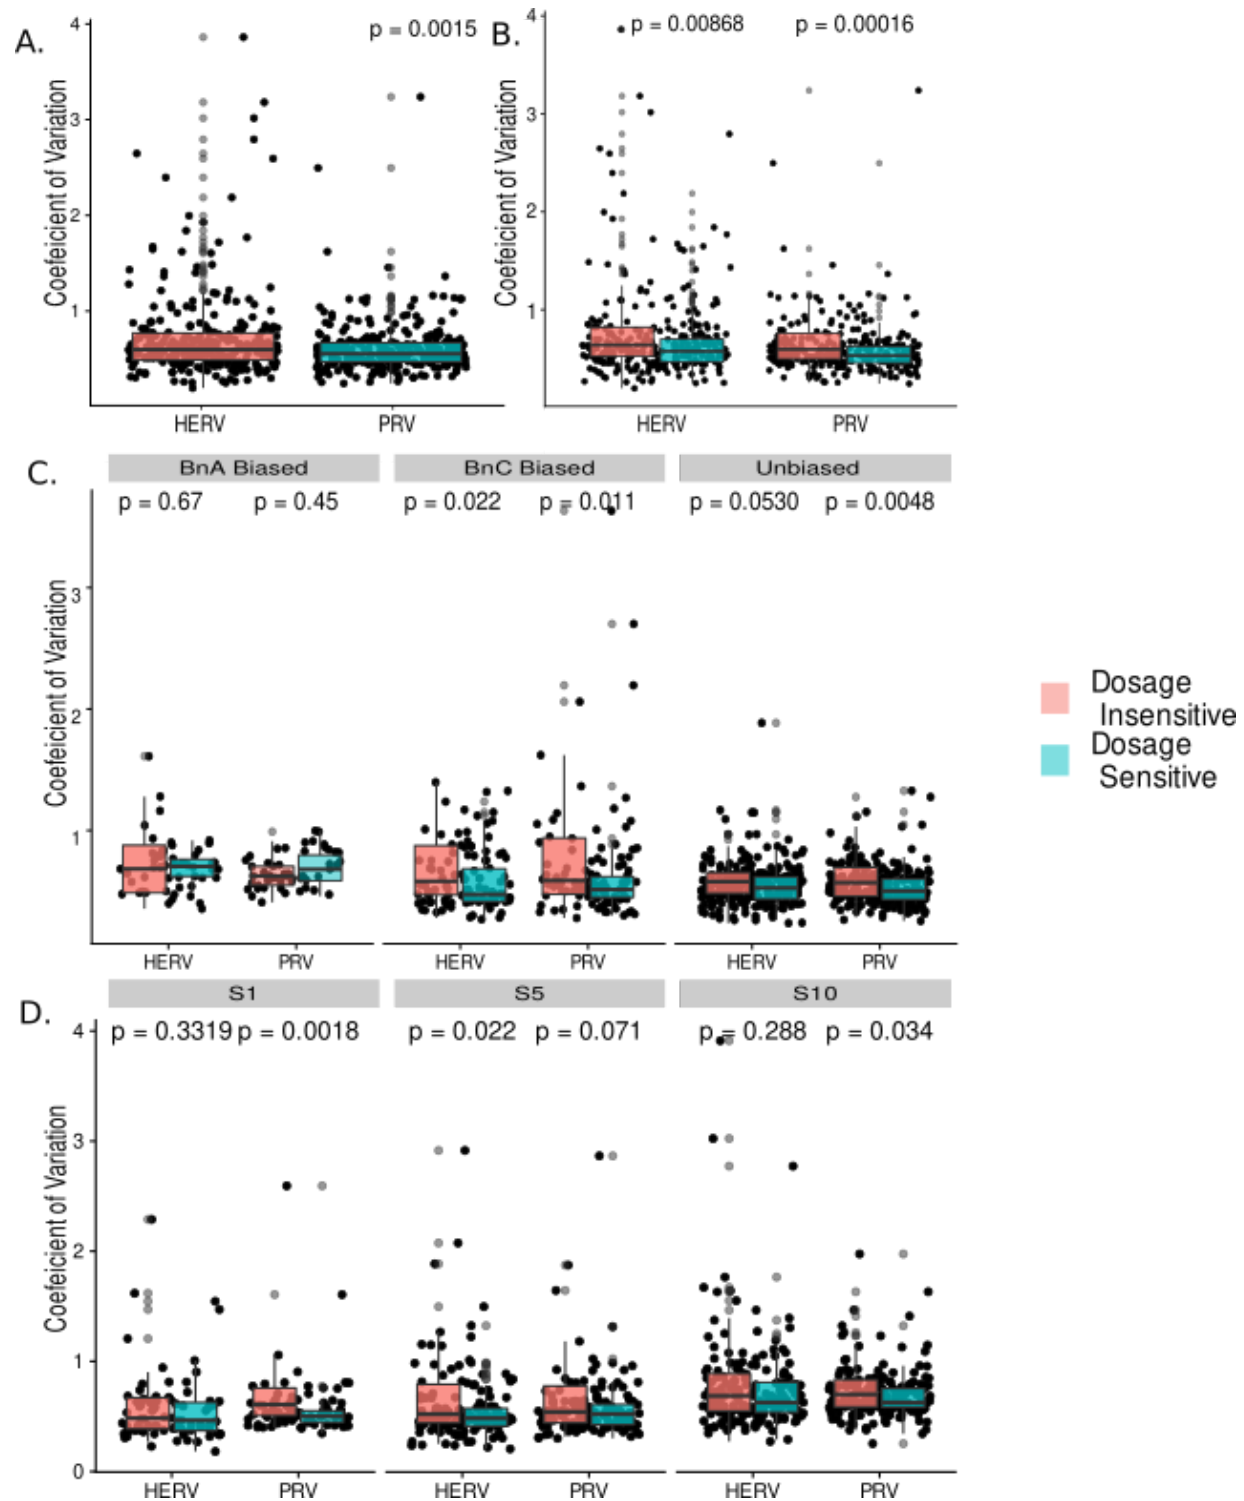 A.
p = 0.0015
Coefeicient of Variation
4
3
2
1
HERV
PRV
B.
p = 0.00868
p = 0.00016
Coefeicient of Variation
4
3
2
1
HERV
PRV
C.
BnA Biased
BnC Biased
Unbiased
p = 0.67
p = 0.45
p = 0.022
p = 0.011
p = 0.0530
p = 0.0048
Coefeicient of Variation
3
2
1
HERV
PRV
HERV
PRV
HERV
PRV
Dosage
Insensitive
Dosage
Sensitive
D.
S1
S5
S10
p = 0.3319
p = 0.0018
p = 0.022
p = 0.071
p = 0.288
p = 0.034
Coefeicient of Variation
4
3
2
1
0
HERV
PRV
HERV
PRV
HERV
PRV